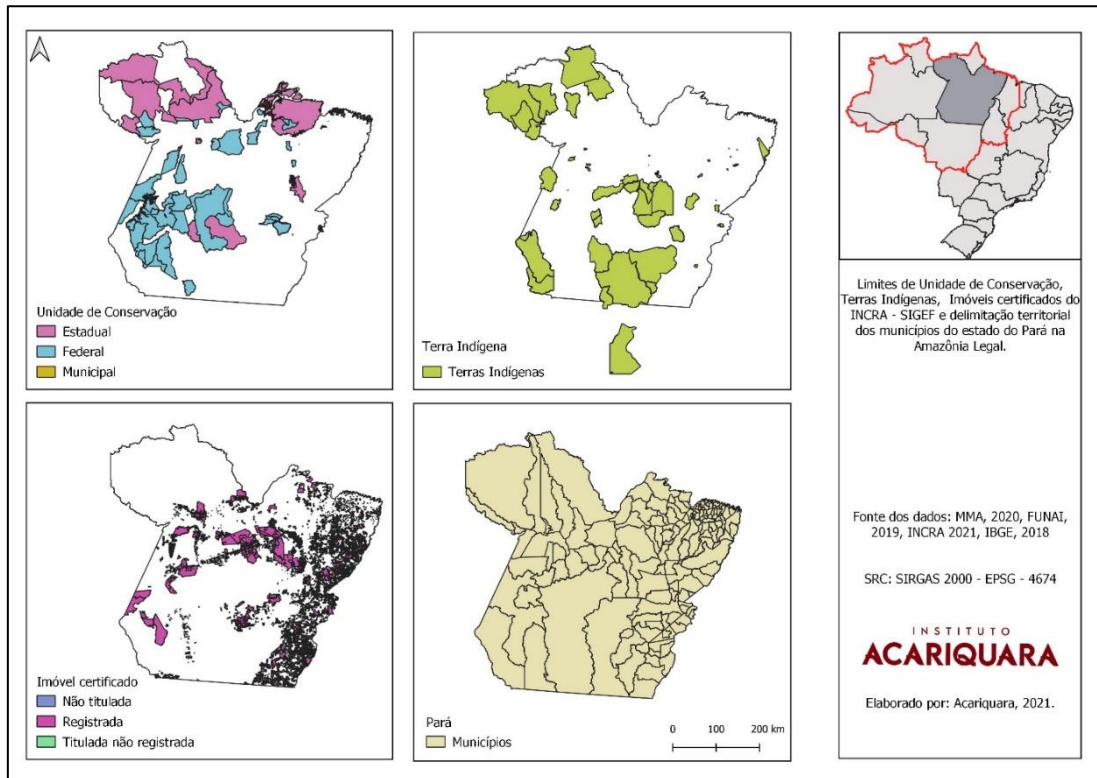 Unidade de Conservação
Estadual
Federal
Municipal
Terra Indígena
Terras Indígenas
Imóvel certificado
Não titulada
Registrada
Titulada não registrada
Pará
Municípios
0 100 200 km
Limites de Unidade de Conservação,
Terras Indígenas, Imóveis certificados do
INCRA - SIGEF e delimitação territorial
dos municípios do estado do Pará na
Amazônia Legal.
Fonte dos dados: MMA, 2020, FUNAI,
2019, INCRA 2021, IBGE, 2018
SRC: SIRGAS 2000 - EPSG - 4674
INSTITUTO
ACARIQUARA
Elaborado por: Acariquara, 2021.